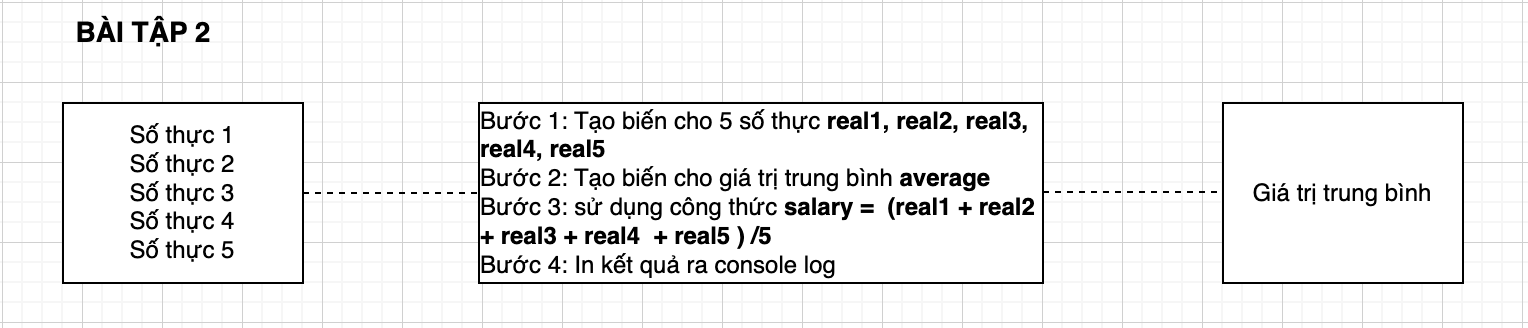 BÀI TẬP 2
Số thực 1
Số thực 2
Số thực 3
Số thực 4
Số thực 5
Bước 1: Tạo biến cho 5 số thực real1, real2, real3,
real4, real5
Bước 2: Tạo biến cho giá trị trung bình average
Bước 3: sử dụng công thức salary =  (real1 + real2
+ real3 + real4  + real5 ) /5
Bước 4: In kết quả ra console log
Giá trị trung bình